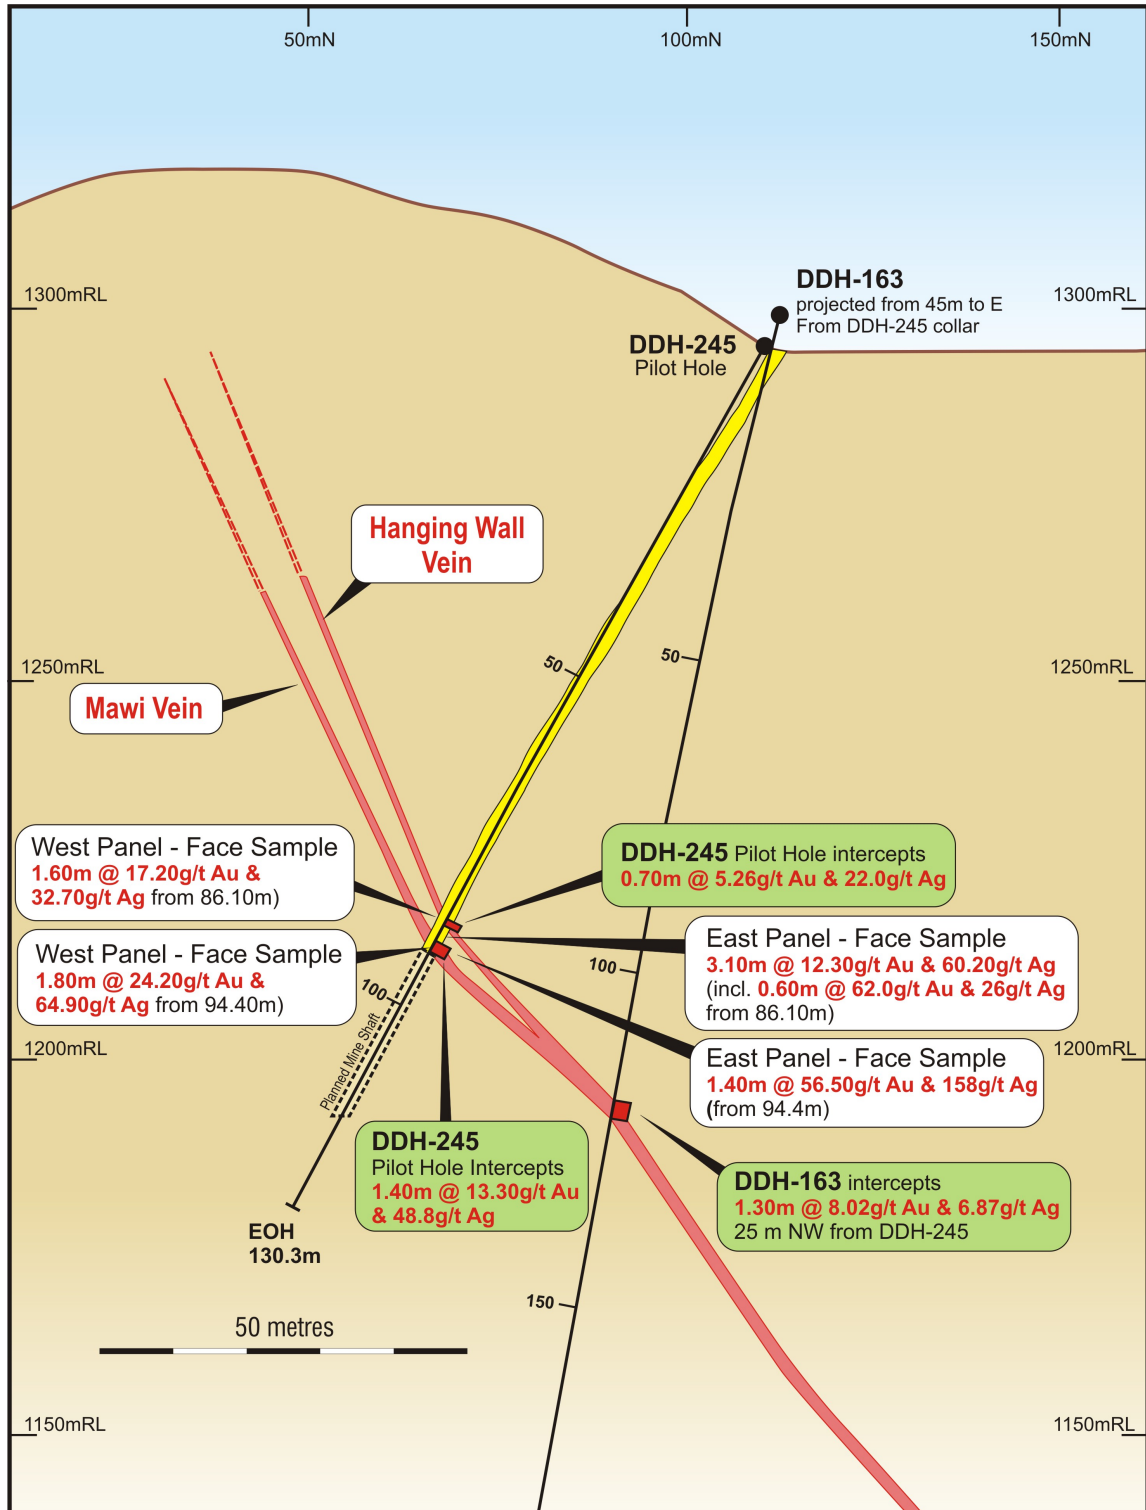 50mN
100mN
150mN
DDH-163
projected from 45m to E
From DDH-245 collar
1300mRL
1300mRL
DDH-245
Pilot Hole
Hanging Wall
Vein
50
50
1250mRL
1250mRL
Mawi Vein
West Panel - Face Sample
1.60m @ 17.20g/t Au &
32.70g/t Ag from 86.10m)
DDH-245 Pilot Hole intercepts
0.70m @ 5.26g/t Au & 22.0g/t Ag
West Panel - Face Sample
1.80m @ 24.20g/t Au &
64.90g/t Ag from 94.40m)
East Panel - Face Sample
3.10m @ 12.30g/t Au & 60.20g/t Ag
(incl. 0.60m @ 62.0g/t Au & 26g/t Ag
from 86.10m)
100
100
Planned Mine Shaft
1200mRL
1200mRL
East Panel - Face Sample
1.40m @ 56.50g/t Au & 158g/t Ag
(from 94.4m)
DDH-245
Pilot Hole Intercepts
1.40m @ 13.30g/t Au
& 48.8g/t Ag
DDH-163 intercepts
1.30m @ 8.02g/t Au & 6.87g/t Ag
25 m NW from DDH-245
EOH
130.3m
150
50 metres
1150mRL
1150mRL